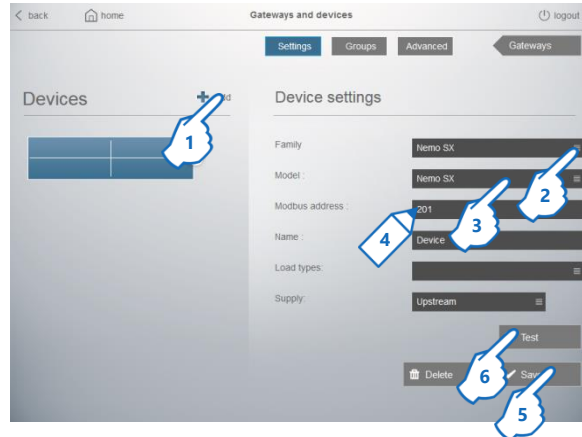 back
home
Gateways and devices
logout
Settings
Groups
Advanced
Gateways
Devices
Device settings
1
Family
Nemo SX
2
Model :
Nemo SX
3
Modbus address :
201
4
Name :
Device
Load types:
Supply:
Upstream
Test
6
Delete
5